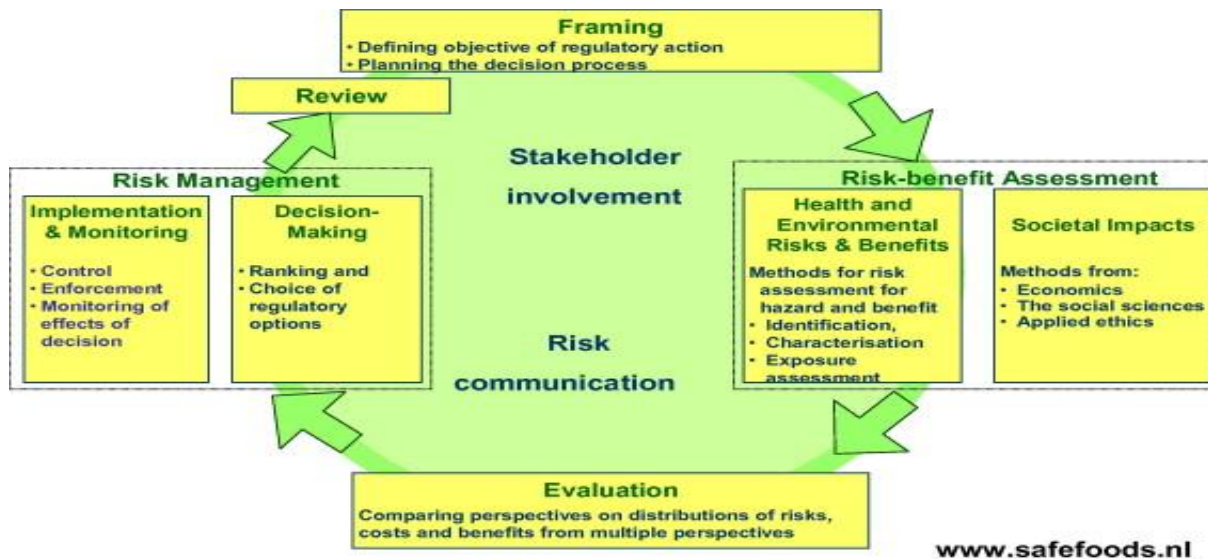 Framing
• Defining objective of regulatory action
• Planning the decision process
Review
Stakeholder
involvement
Risk
communication
Risk-benefit Assessment
Health and
Environmental
Risks & Benefits
Methods for risk
assessment for
hazard and benefit
• Identification,
• Characterisation
• Exposure
assessment
Societal Impacts
Methods from:
• Economics
• The social sciences
• Applied ethics
Evaluation
Comparing perspectives on distributions of risks,
costs and benefits from multiple perspectives
Risk Management
Implementation
& Monitoring
• Control
• Enforcement
• Monitoring of
effects of
decision
Decision-
Making
• Ranking and
• Choice of
regulatory
options
www.safefoods.nl